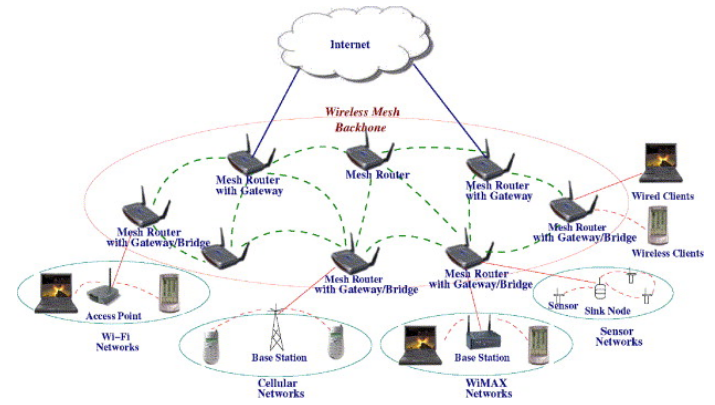 Internet
Wireless Mesh
Backbone
Mesh Router
with Gateway
Mesh Router
Mesh Router
with Gateway
Wired Clients
Mesh Router
with Gateway/Bridge
Mesh Router
with Gateway/Bridge
Wireless Clients
Mesh Router
with Gateway/Bridge
Mesh Router
with Gateway/Bridge
Access Point
Wi-Fi
Networks
Base Station
Cellular
Networks
Base Station
WiMAX
Networks
Sensor
Sink Node
Sensor
Networks